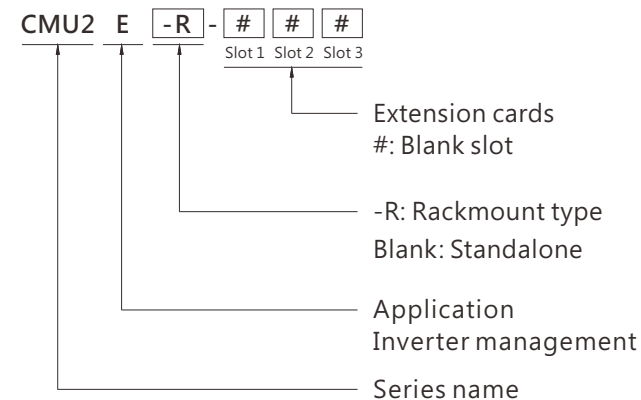 CMU2 E -R - # # #
Slot 1 Slot 2 Slot 3
Extension cards
#: Blank slot
-R: Rackmount type
Blank: Standalone
Application
Inverter management
Series name